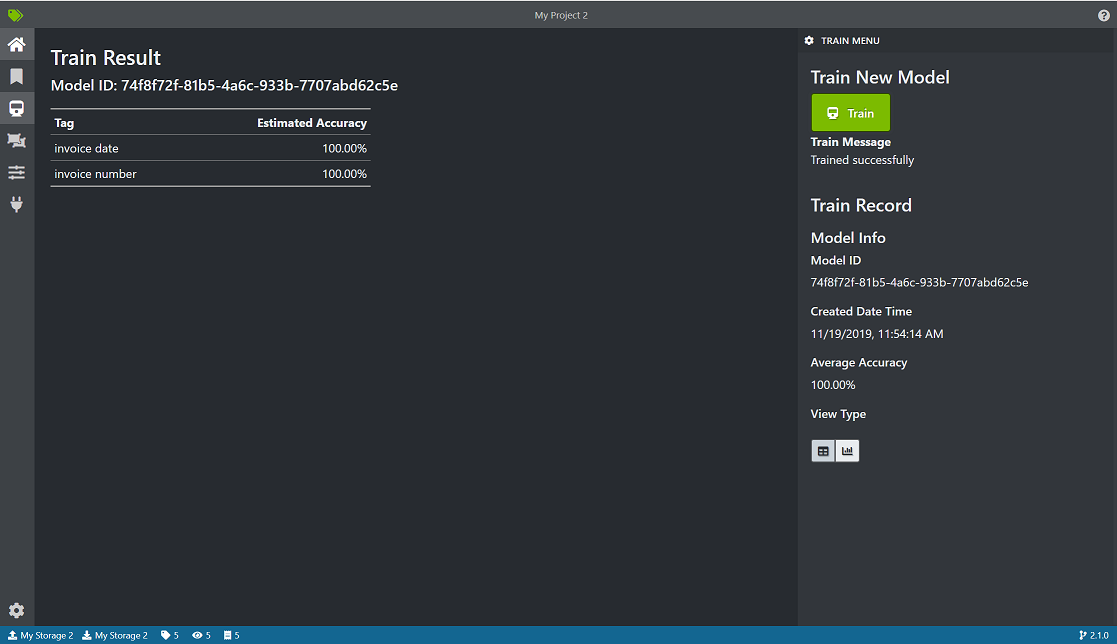 My Project 2
Train Result
Model ID: 74f8f72f-81b5-4a6c-933b-7707abd62c5e
Tag Estimated Accuracy
invoice date 100.00%
invoice number 100.00%
TRAIN MENU
Train New Model
Train
Train Message
Trained successfully
Train Record
Model Info
Model ID
74f8f72f-81b5-4a6c-933b-7707abd62c5e
Created Date Time
11/19/2019, 11:54:14 AM
Average Accuracy
100.00%
View Type
My Storage 2 My Storage 2 5 5 5 2.1.0